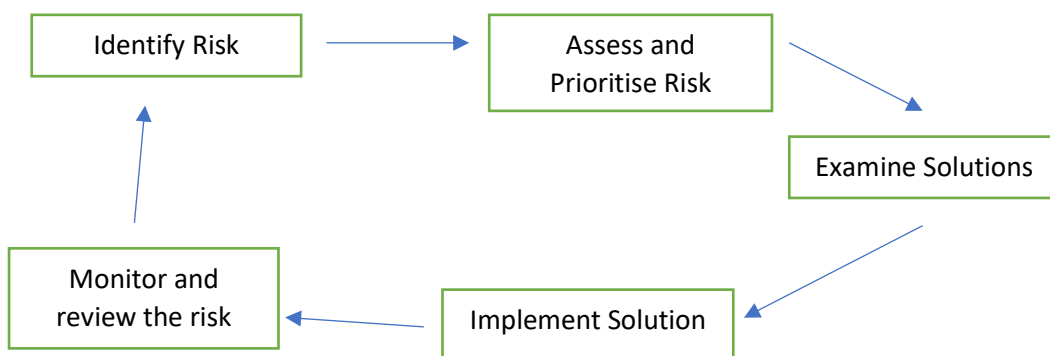 Identify Risk
Assess and
Prioritise Risk
Examine Solutions
Implement Solution
Monitor and
review the risk